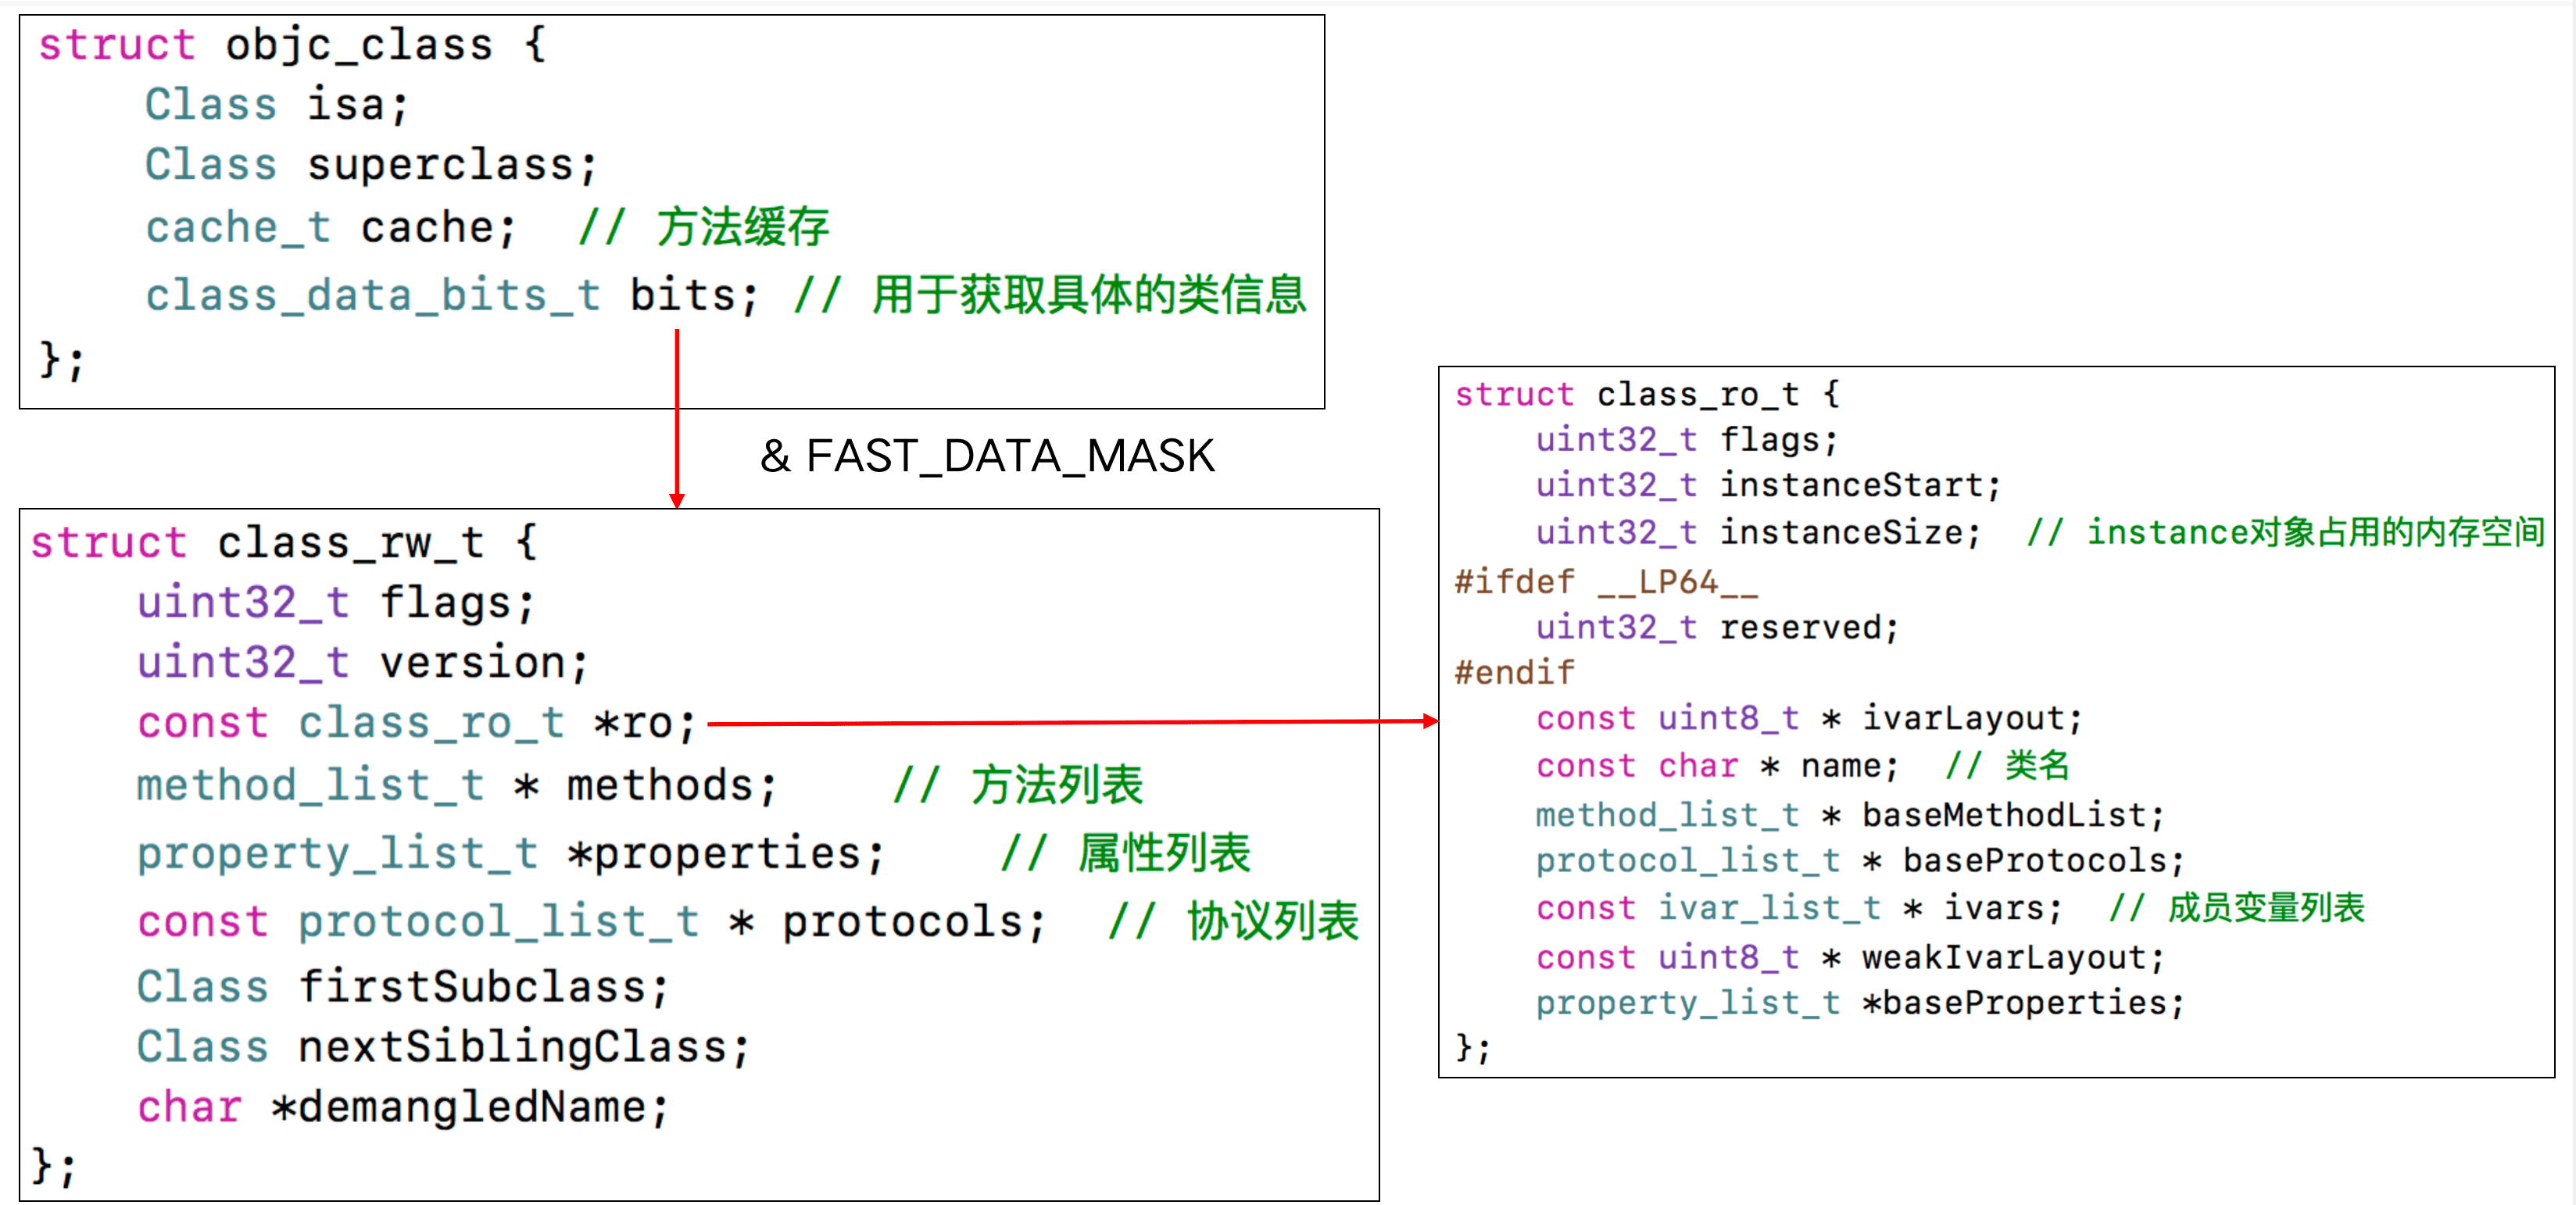 struct objc_class {
    Class isa;
    Class superclass;
    cache_t cache;  // 方法缓存
    class_data_bits_t bits; // 用于获取具体的类信息
};
& FAST_DATA_MASK
struct class_rw_t {
    uint32_t flags;
    uint32_t version;
    const class_ro_t *ro;
    method_list_t * methods;    // 方法列表
    property_list_t *properties;    // 属性列表
    const protocol_list_t * protocols;  // 协议列表
    Class firstSubclass;
    Class nextSiblingClass;
    char *demangledName;
};
struct class_ro_t {
    uint32_t flags;
    uint32_t instanceStart;
    uint32_t instanceSize;  // instance对象占用的内存空间
#ifdef __LP64__
    uint32_t reserved;
#endif
    const uint8_t * ivarLayout;
    const char * name;  // 类名
    method_list_t * baseMethodList;
    protocol_list_t * baseProtocols;
    const ivar_list_t * ivars;  // 成员变量列表
    const uint8_t * weakIvarLayout;
    property_list_t *baseProperties;
};